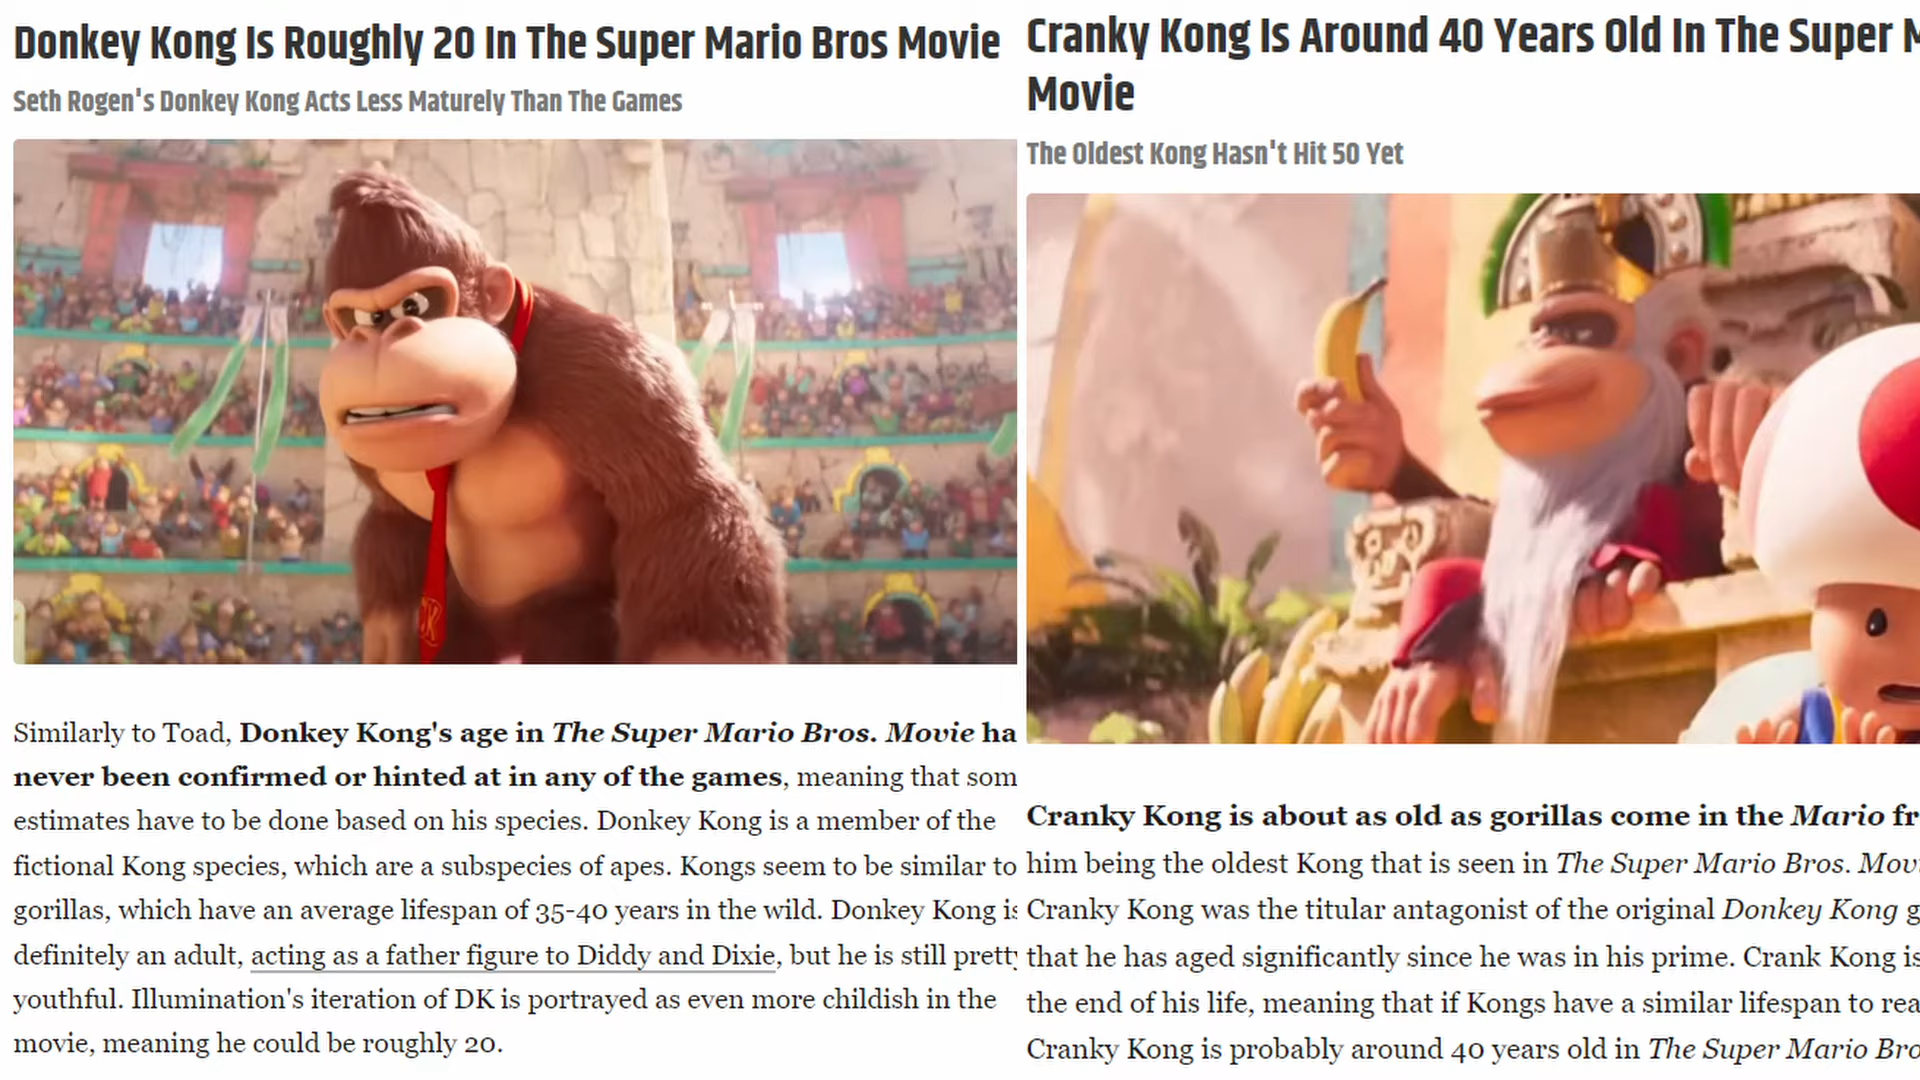 Donkey Kong Is Roughly 20 In The Super Mario Bros Movie
Seth Rogen's Donkey Kong Acts Less Maturely Than The Games
Similarly to Toad, Donkey Kong's age in The Super Mario Bros. Movie ha
never been confirmed or hinted at in any of the games, meaning that som
estimates have to be done based on his species. Donkey Kong is a member of the
fictional Kong species, which are a subspecies of apes. Kongs seem to be similar to
gorillas, which have an average lifespan of 35-40 years in the wild. Donkey Kong is
definitely an adult, acting as a father figure to Diddy and Dixie, but he is still pretty
youthful. Illumination's iteration of DK is portrayed as even more childish in the
movie, meaning he could be roughly 20.
Cranky Kong Is Around 40 Years Old In The Super M
Movie
The Oldest Kong Hasn't Hit 50 Yet
Cranky Kong is about as old as gorillas come in the Mario fr
him being the oldest Kong that is seen in The Super Mario Bros. Movi
Cranky Kong was the titular antagonist of the original Donkey Kong g
that he has aged significantly since he was in his prime. Crank Kong is
the end of his life, meaning that if Kongs have a similar lifespan to rea
Cranky Kong is probably around 40 years old in The Super Mario Bro
DK